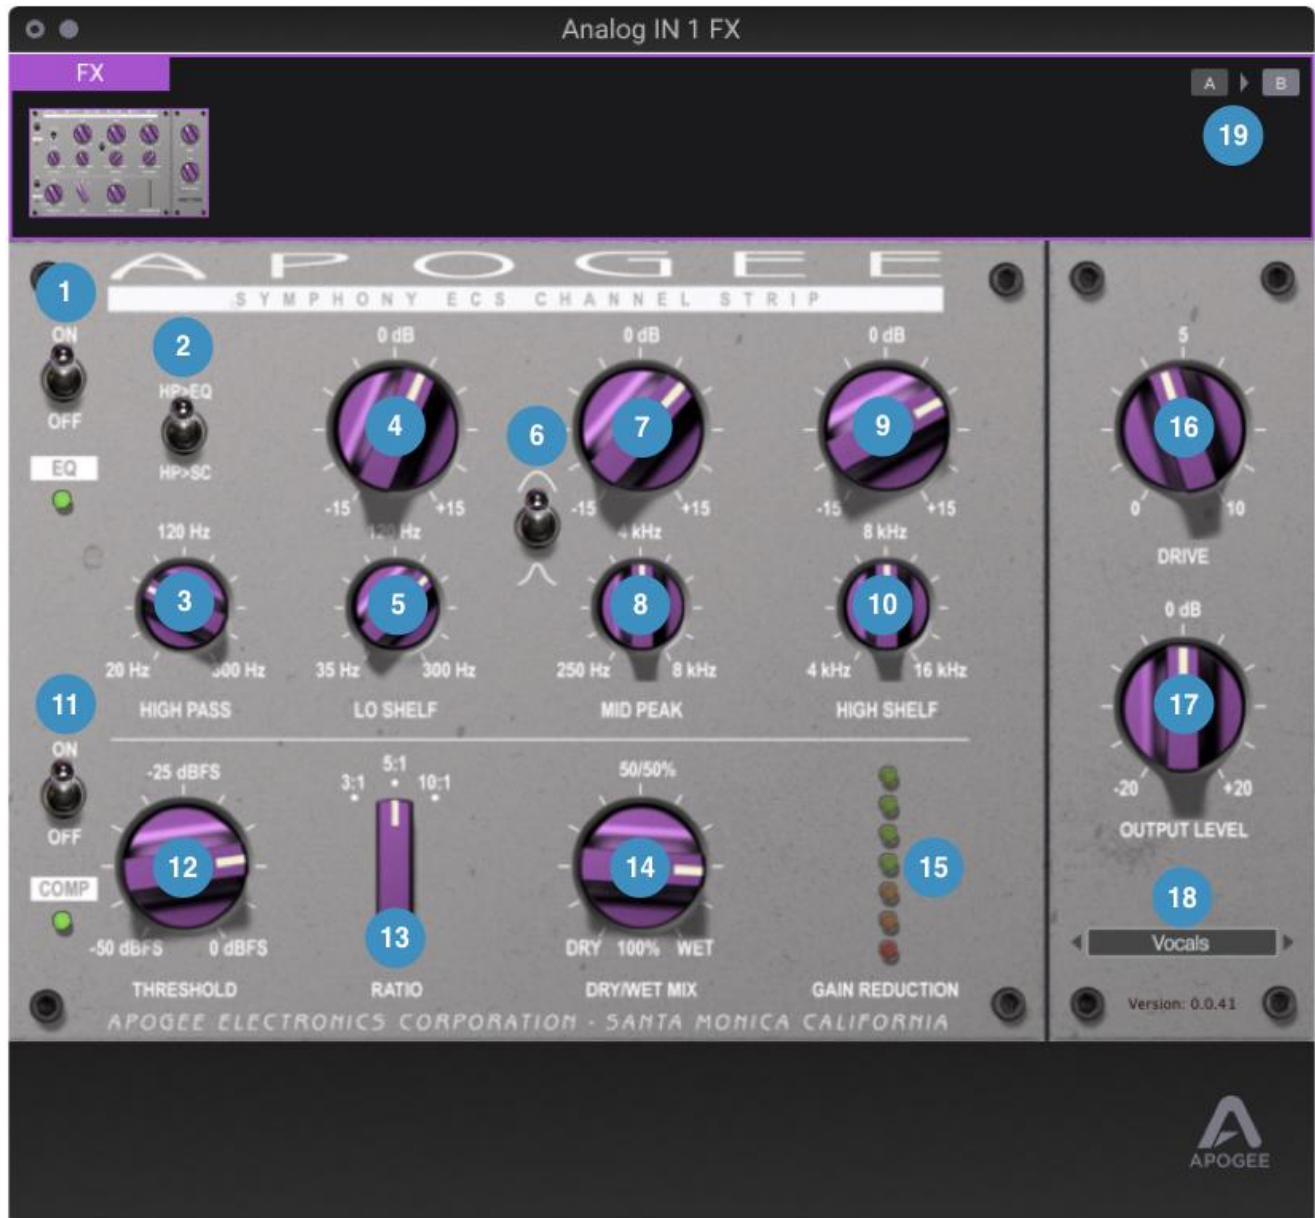 Analog IN 1 FX
FX
A B
19
APOGEE
SYMPHONY ECS CHANNEL STRIP
1
ON
OFF
EQ
2
HP>EQ
HP>SC
0 dB
4
-15 +15
6
0 dB
7
-15 +15
0 dB
9
-15 +15
5
16
0 10
DRIVE
120 Hz
3
20 Hz 300 Hz
HIGH PASS
120 Hz
5
35 Hz 300 Hz
LO SHELF
4 kHz
8
250 Hz 8 kHz
MID PEAK
8 kHz
10
4 kHz 16 kHz
HIGH SHELF
0 dB
17
-20 +20
OUTPUT LEVEL
11
ON
OFF
COMP
-25 dBFS
12
-50 dBFS 0 dBFS
THRESHOLD
5:1
3:1 10:1
13
RATIO
50/50%
14
DRY 100% WET
DRY/WET MIX
15
GAIN REDUCTION
18
Vocals
Version: 0.0.41
APOGEE ELECTRONICS CORPORATION - SANTA MONICA CALIFORNIA
APOGEE